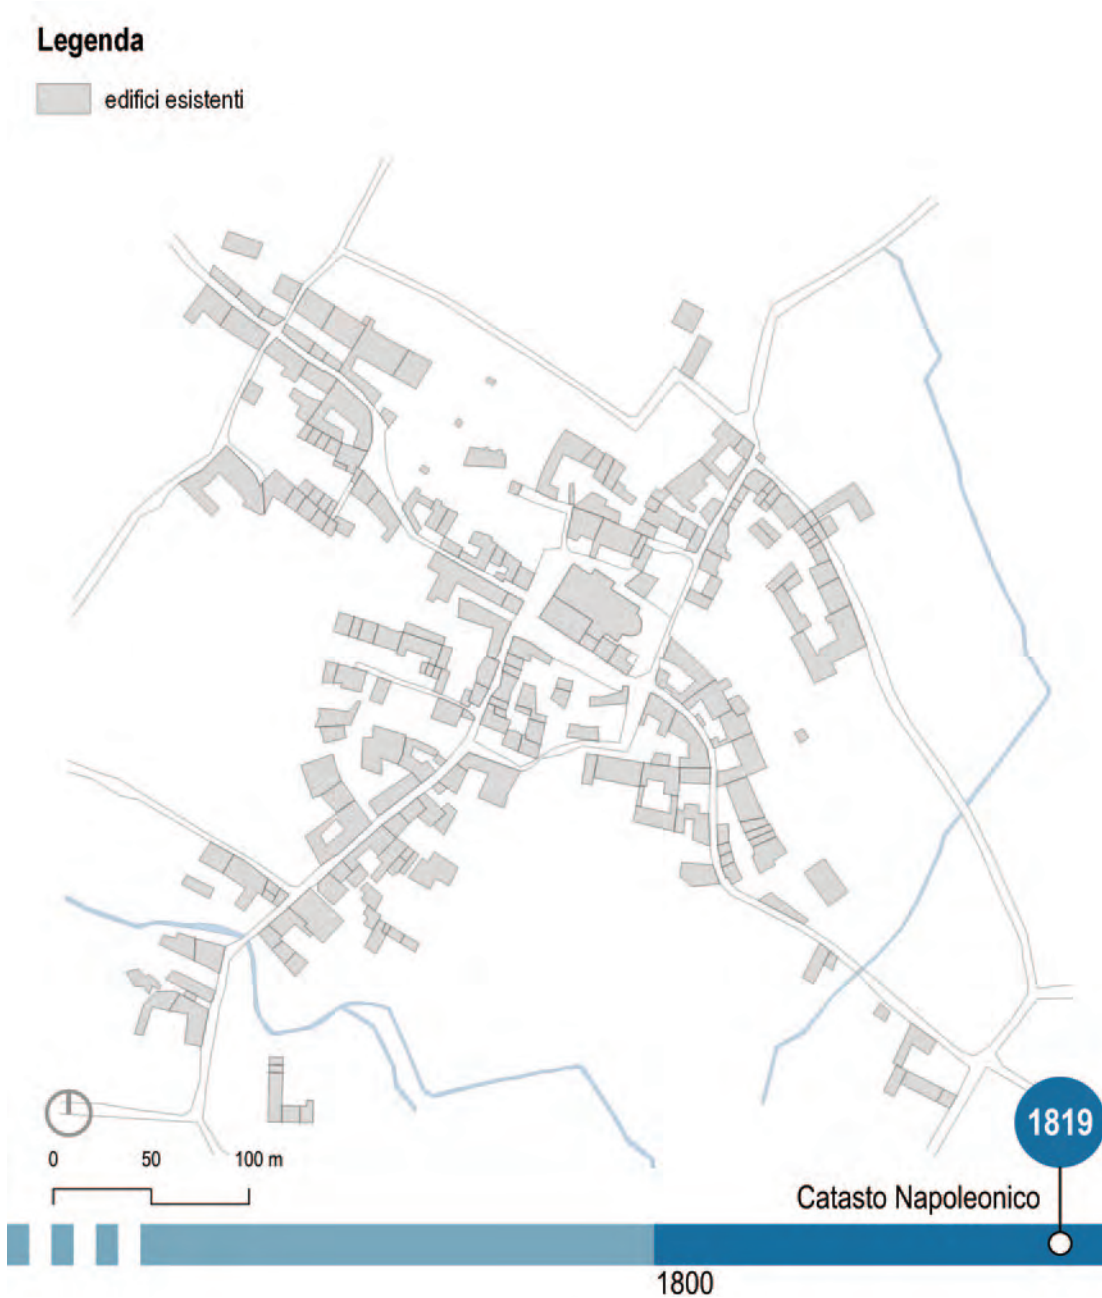 Legenda
edifici esistenti
0 50 100 m
1819
Catasto Napoleonico
1800